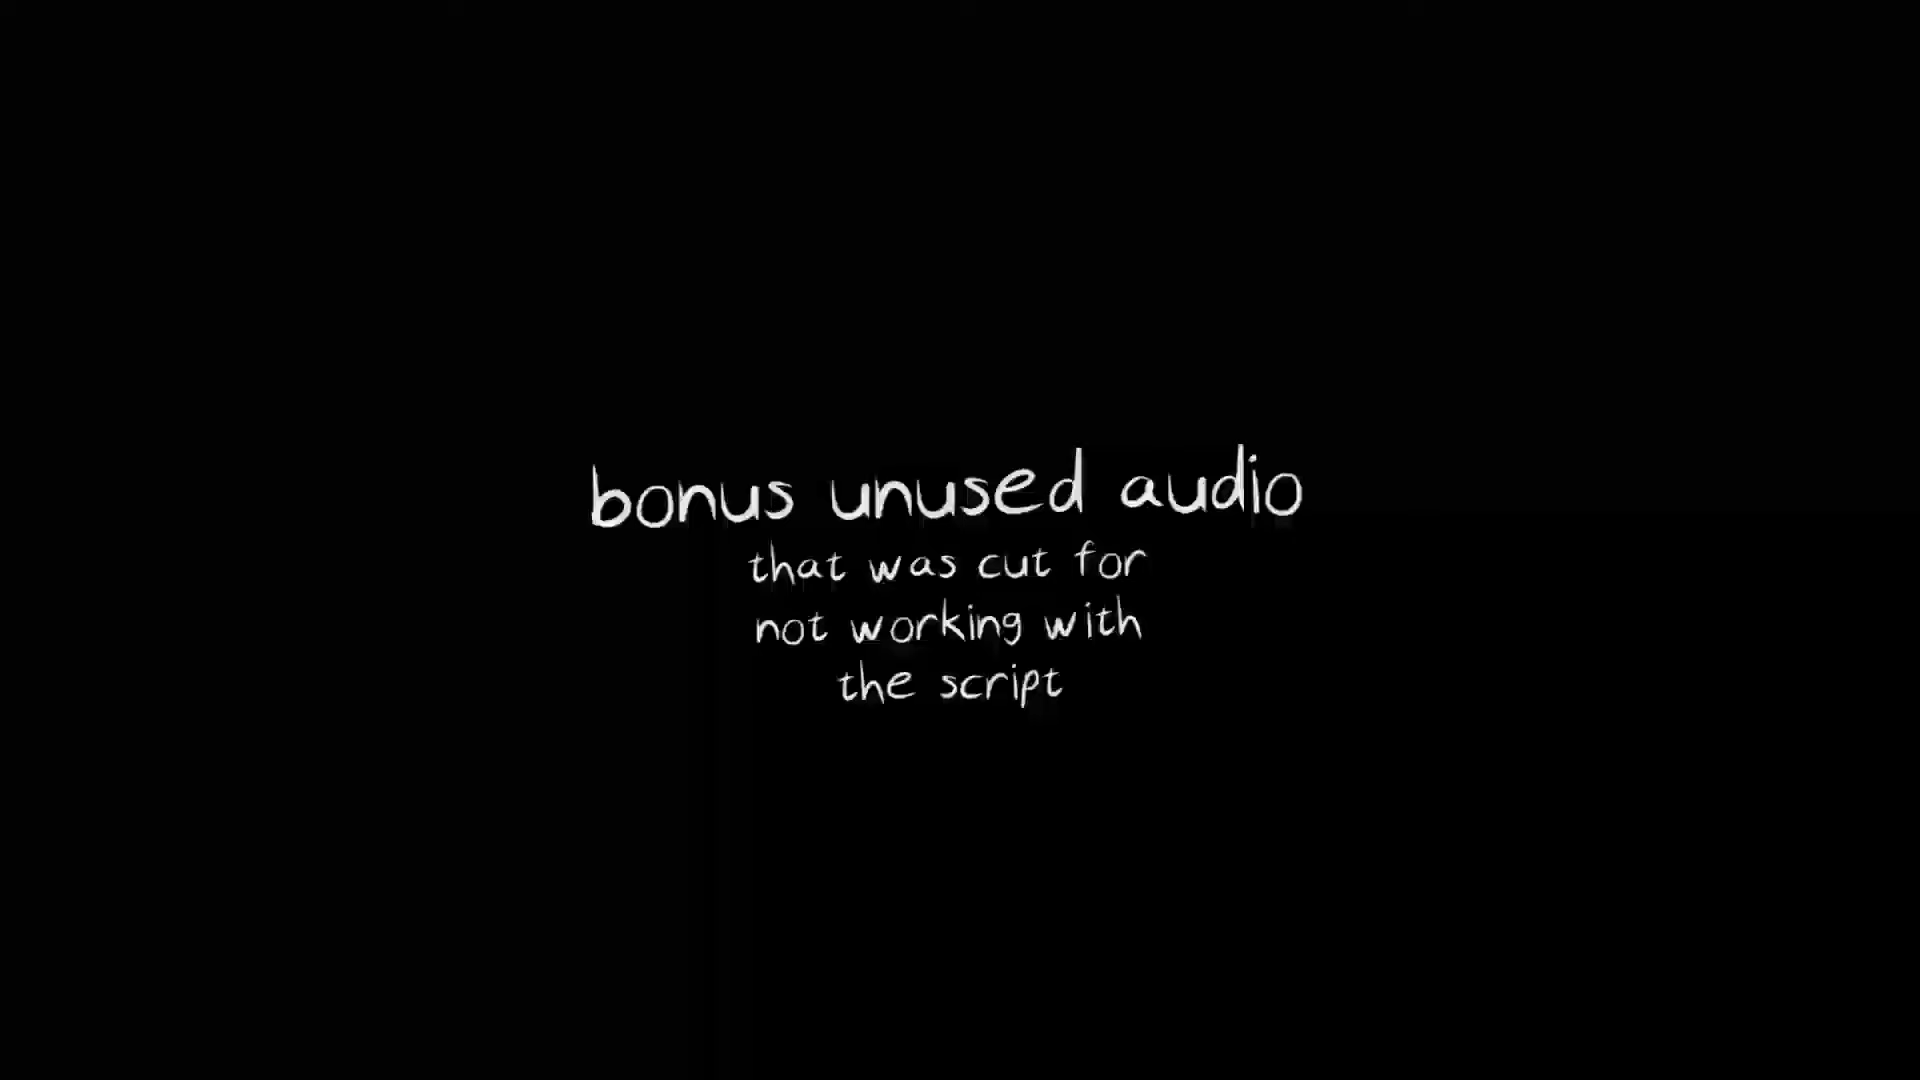 bonus unused audio
that was cut for
not working with
the script